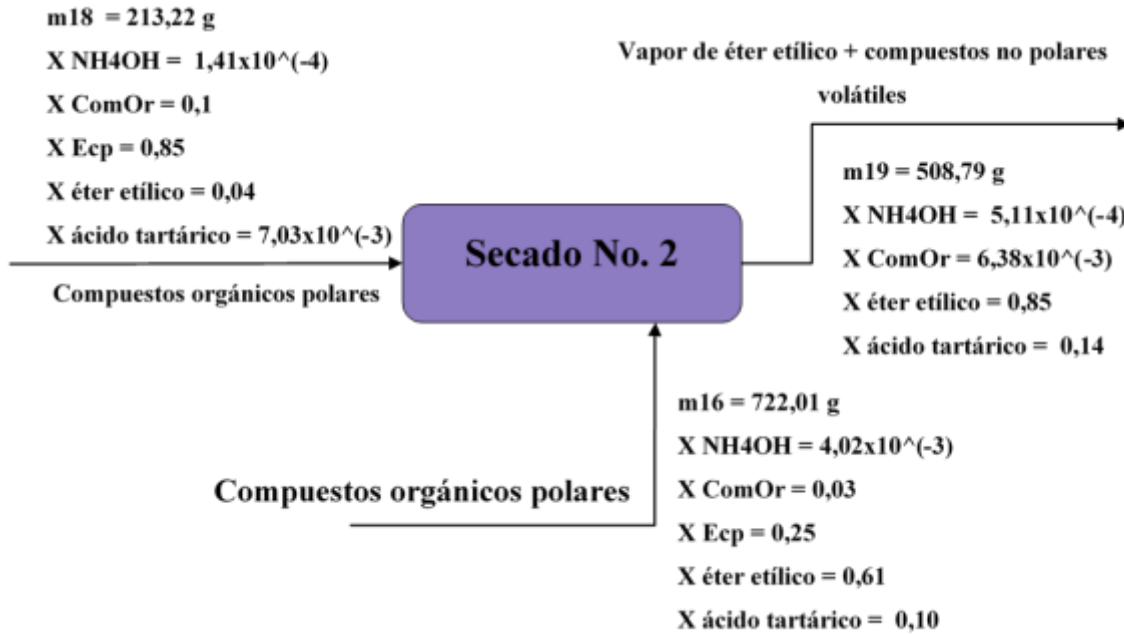 m18 = 213,22 g
X NH4OH = 1,41x10^(-4)
X ComOr = 0,1
X Ecp = 0,85
X éter etílico = 0,04
X ácido tartárico = 7,03x10^(-3)
Compuestos orgánicos polares
Secado No. 2
Vapor de éter etílico + compuestos no polares
volátiles
m19 = 508,79 g
X NH4OH = 5,11x10^(-4)
X ComOr = 6,38x10^(-3)
X éter etílico = 0,85
X ácido tartárico = 0,14
Compuestos orgánicos polares
m16 = 722,01 g
X NH4OH = 4,02x10^(-3)
X ComOr = 0,03
X Ecp = 0,25
X éter etílico = 0,61
X ácido tartárico = 0,10